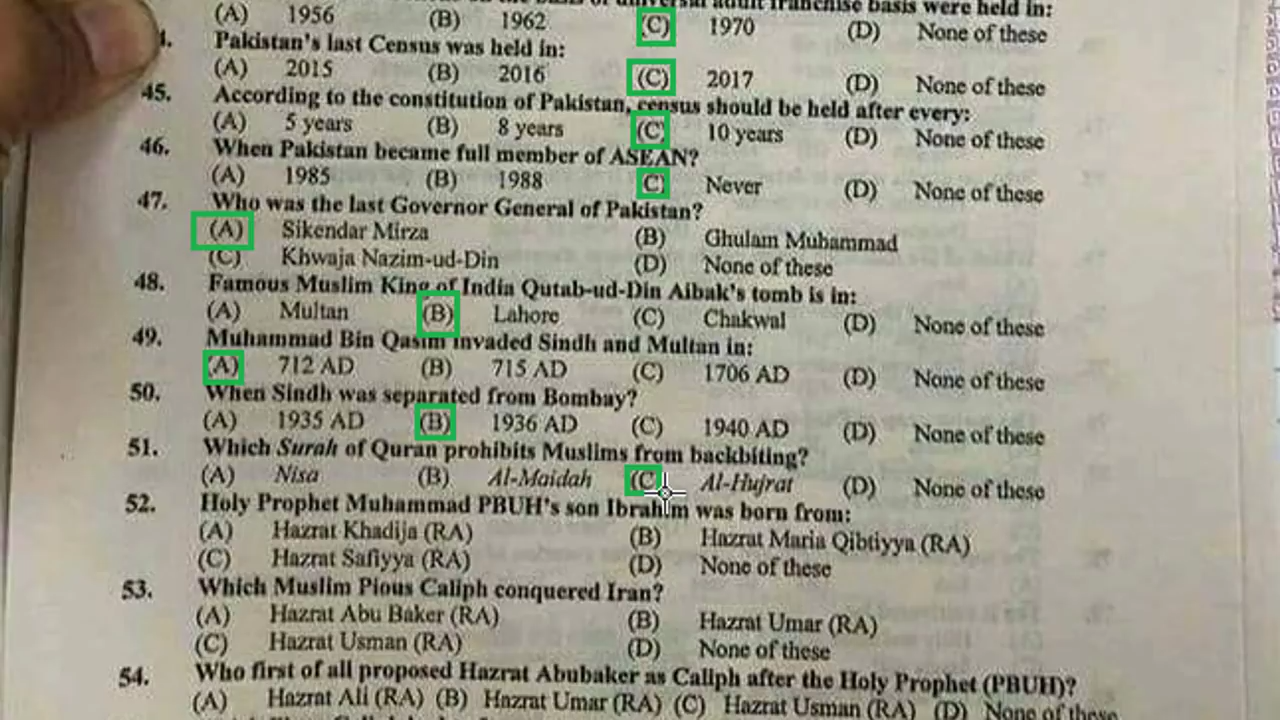 adult franchise basis were held in:
(A) 1956 (B) 1962 (C) 1970 (D) None of these
Pakistan's last Census was held in:
(A) 2015 (B) 2016 (C) 2017 (D) None of these
45. According to the constitution of Pakistan, census should be held after every:
(A) 5 years (B) 8 years (C) 10 years (D) None of these
46. When Pakistan became full member of ASEAN?
(A) 1985 (B) 1988 (C) Never (D) None of these
47. Who was the last Governor General of Pakistan?
(A) Sikendar Mirza (B) Ghulam Muhammad
(C) Khwaja Nazim-ud-Din (D) None of these
48. Famous Muslim King of India Qutab-ud-Din Aibak's tomb is in:
(A) Multan (B) Lahore (C) Chakwal (D) None of these
49. Muhammad Bin Qasim invaded Sindh and Multan in:
(A) 712 AD (B) 715 AD (C) 1706 AD (D) None of these
50. When Sindh was separated from Bombay?
(A) 1935 AD (B) 1936 AD (C) 1940 AD (D) None of these
51. Which Surah of Quran prohibits Muslims from backbiting?
(A) Nisa (B) Al-Maidah (C) Al-Hujrat (D) None of these
52. Holy Prophet Muhammad PBUH's son Ibrahim was born from:
(A) Hazrat Khadija (RA) (B) Hazrat Maria Qibtiyya (RA)
(C) Hazrat Safiyya (RA) (D) None of these
53. Which Muslim Pious Caliph conquered Iran?
(A) Hazrat Abu Baker (RA) (B) Hazrat Umar (RA)
(C) Hazrat Usman (RA) (D) None of these
54. Who first of all proposed Hazrat Abubaker as Caliph after the Holy Prophet (PBUH)?
(A) Hazrat Ali (RA) (B) Hazrat Umar (RA) (C) Hazrat Usman (RA) (D) None of these